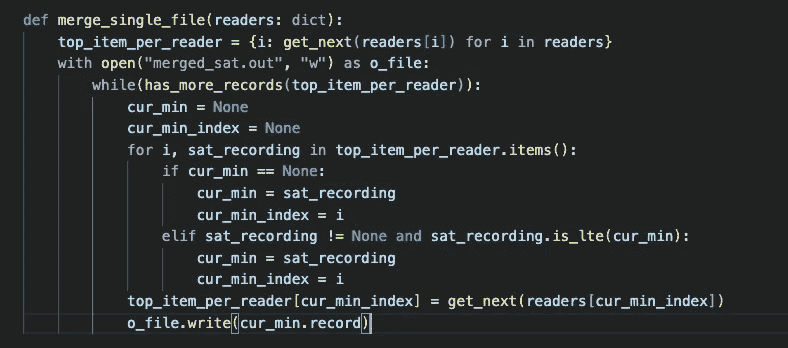 def merge_single_file(readers: dict):
    top_item_per_reader = {i: get_next(readers[i]) for i in readers}
    with open("merged_sat.out", "w") as o_file:
        while(has_more_records(top_item_per_reader)):
            cur_min = None
            cur_min_index = None
            for i, sat_recording in top_item_per_reader.items():
                if cur_min == None:
                    cur_min = sat_recording
                    cur_min_index = i
                elif sat_recording != None and sat_recording.is_lte(cur_min):
                    cur_min = sat_recording
                    cur_min_index = i
            top_item_per_reader[cur_min_index] = get_next(readers[cur_min_index])
            o_file.write(cur_min.record)